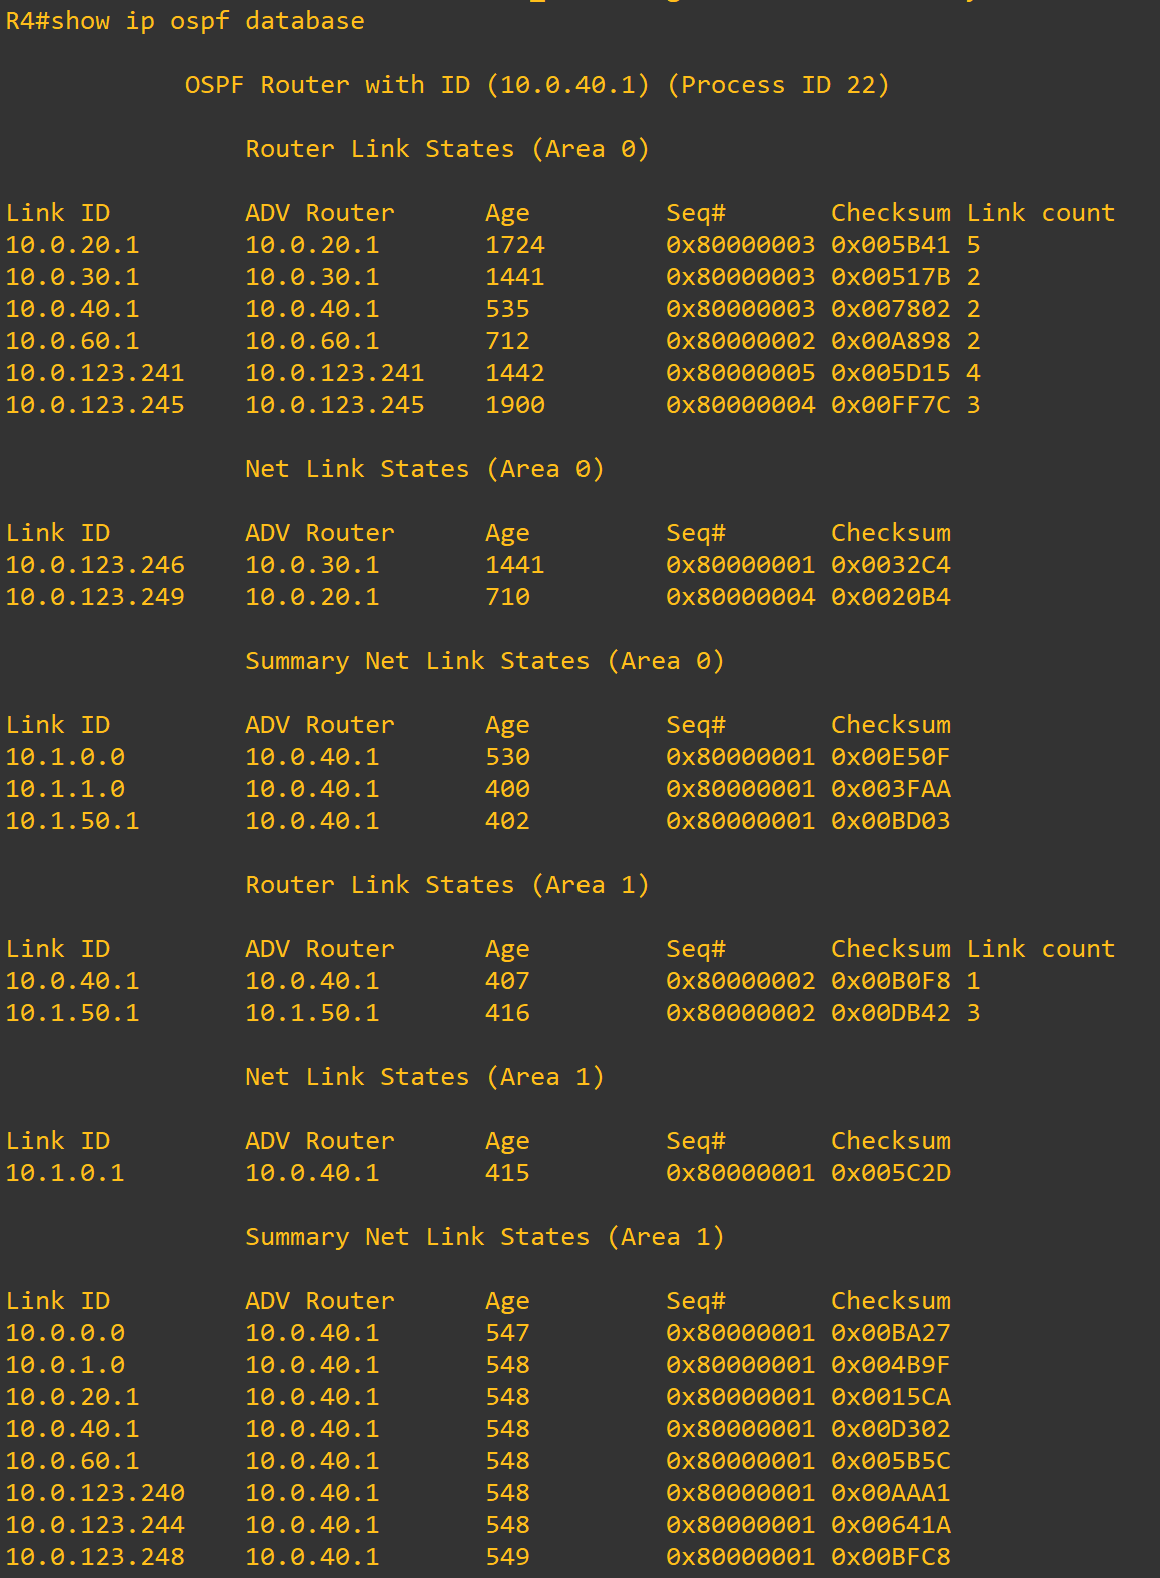 R4#show ip ospf database
OSPF Router with ID (10.0.40.1) (Process ID 22)
Router Link States (Area 0)
Link ID ADV Router Age Seq# Checksum Link count
10.0.20.1 10.0.20.1 1724 0x80000003 0x005B41 5
10.0.30.1 10.0.30.1 1441 0x80000003 0x00517B 2
10.0.40.1 10.0.40.1 535 0x80000003 0x007802 2
10.0.60.1 10.0.60.1 712 0x80000002 0x00A898 2
10.0.123.241 10.0.123.241 1442 0x80000005 0x005D15 4
10.0.123.245 10.0.123.245 1900 0x80000004 0x00FF7C 3
Net Link States (Area 0)
Link ID ADV Router Age Seq# Checksum
10.0.123.246 10.0.30.1 1441 0x80000001 0x0032C4
10.0.123.249 10.0.20.1 710 0x80000004 0x0020B4
Summary Net Link States (Area 0)
Link ID ADV Router Age Seq# Checksum
10.1.0.0 10.0.40.1 530 0x80000001 0x00E50F
10.1.1.0 10.0.40.1 400 0x80000001 0x003FAA
10.1.50.1 10.0.40.1 402 0x80000001 0x00BD03
Router Link States (Area 1)
Link ID ADV Router Age Seq# Checksum Link count
10.0.40.1 10.0.40.1 407 0x80000002 0x00B0F8 1
10.1.50.1 10.1.50.1 416 0x80000002 0x00DB42 3
Net Link States (Area 1)
Link ID ADV Router Age Seq# Checksum
10.1.0.1 10.0.40.1 415 0x80000001 0x005C2D
Summary Net Link States (Area 1)
Link ID ADV Router Age Seq# Checksum
10.0.0.0 10.0.40.1 547 0x80000001 0x00BA27
10.0.1.0 10.0.40.1 548 0x80000001 0x004B9F
10.0.20.1 10.0.40.1 548 0x80000001 0x0015CA
10.0.40.1 10.0.40.1 548 0x80000001 0x00D302
10.0.60.1 10.0.40.1 548 0x80000001 0x005B5C
10.0.123.240 10.0.40.1 548 0x80000001 0x00AAA1
10.0.123.244 10.0.40.1 548 0x80000001 0x00641A
10.0.123.248 10.0.40.1 549 0x80000001 0x00BFC8